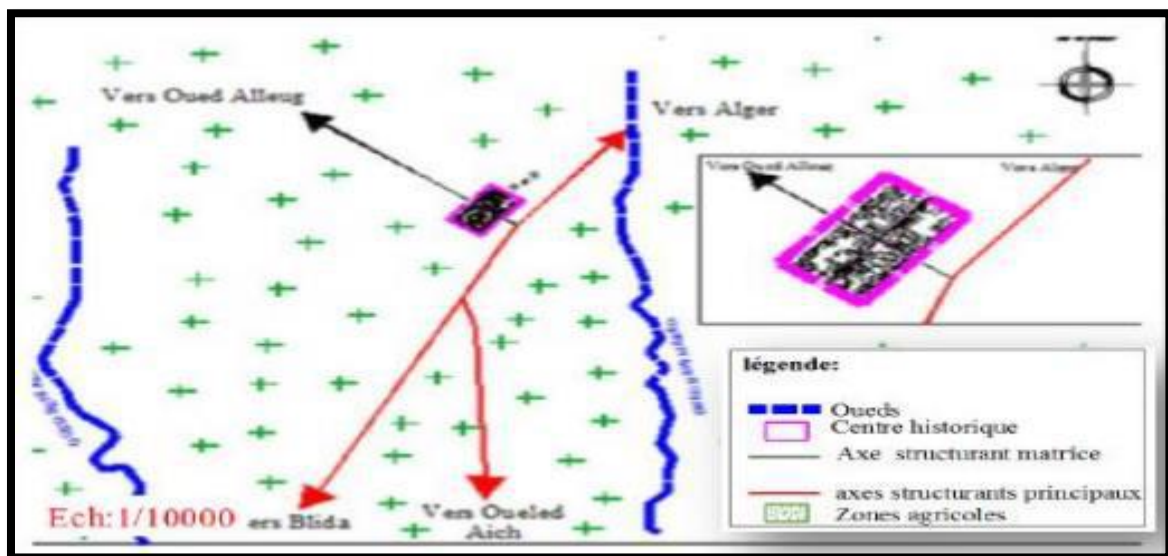 Vers Oued Alleug
Vers Alger
Vers Oued Alleug
Vers Alger
légende:
Oueds
Centre historique
Axe structurant matrice
axes structurants principaux
Zones agricoles
Ech:1/10000
ers Blida
Vers Oueled
Aich